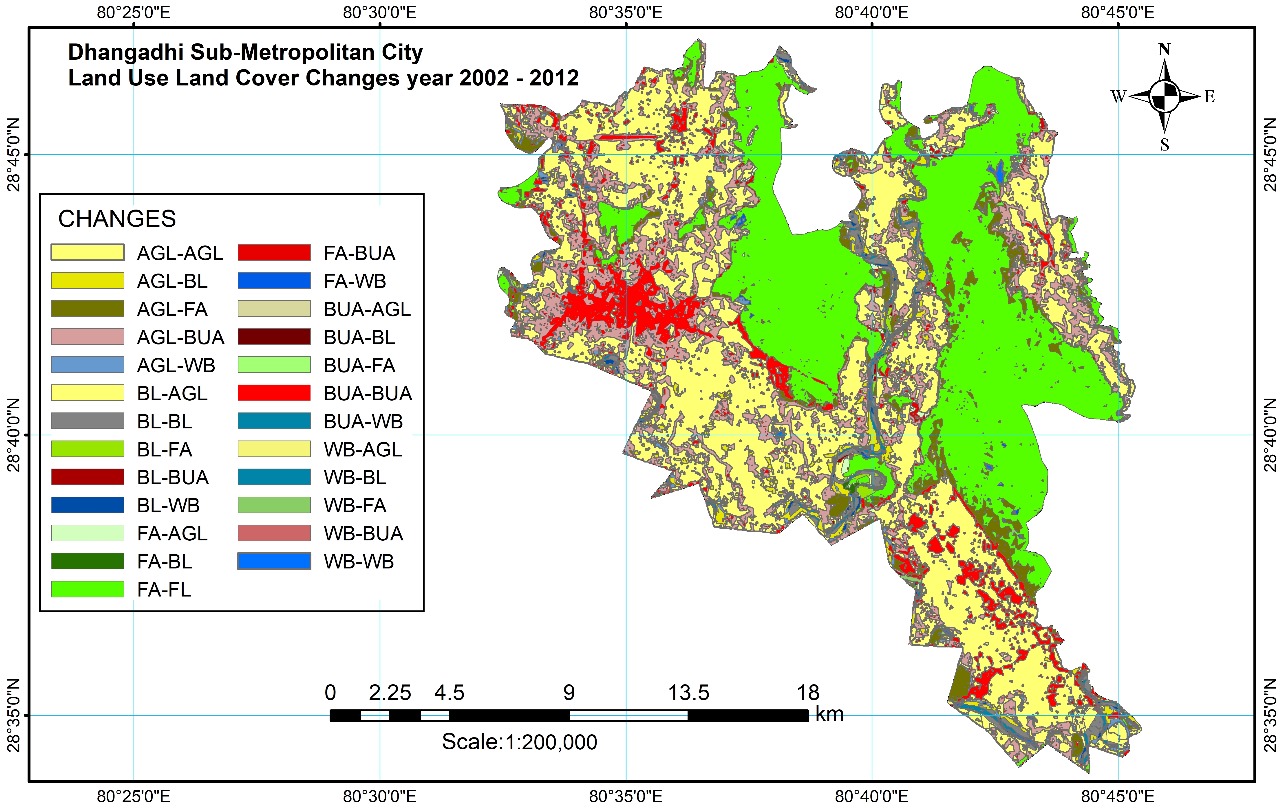 80°25'0"E 80°30'0"E 80°35'0"E 80°40'0"E 80°45'0"E
Dhangadhi Sub-Metropolitan City
Land Use Land Cover Changes year 2002 - 2012
N
W E
S
28°45'0"N 28°45'0"N
CHANGES
AGL-AGL FA-BUA
AGL-BL FA-WB
AGL-FA BUA-AGL
AGL-BUA BUA-BL
AGL-WB BUA-FA
BL-AGL BUA-BUA
BL-BL BUA-WB
BL-FA WB-AGL
BL-BUA WB-BL
BL-WB WB-FA
FA-AGL WB-BUA
FA-BL WB-WB
FA-FL
28°40'0"N 28°40'0"N
0 2.25 4.5 9 13.5 18
km
Scale:1:200,000
28°35'0"N 28°35'0"N
80°25'0"E 80°30'0"E 80°35'0"E 80°40'0"E 80°45'0"E